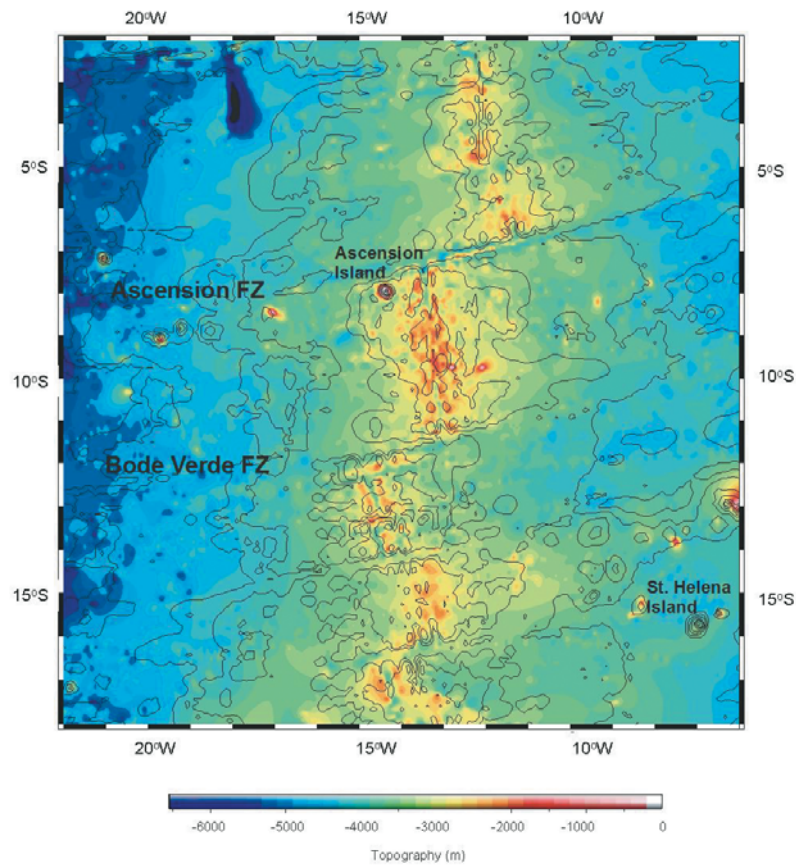 20°W 15°W 10°W
5°S 5°S
Ascension
Island
Ascension FZ
10°S 10°S
Bode Verde FZ
St. Helena
Island
15°S 15°S
20°W 15°W 10°W
-6000 -5000 -4000 -3000 -2000 -1000 0
Topography (m)